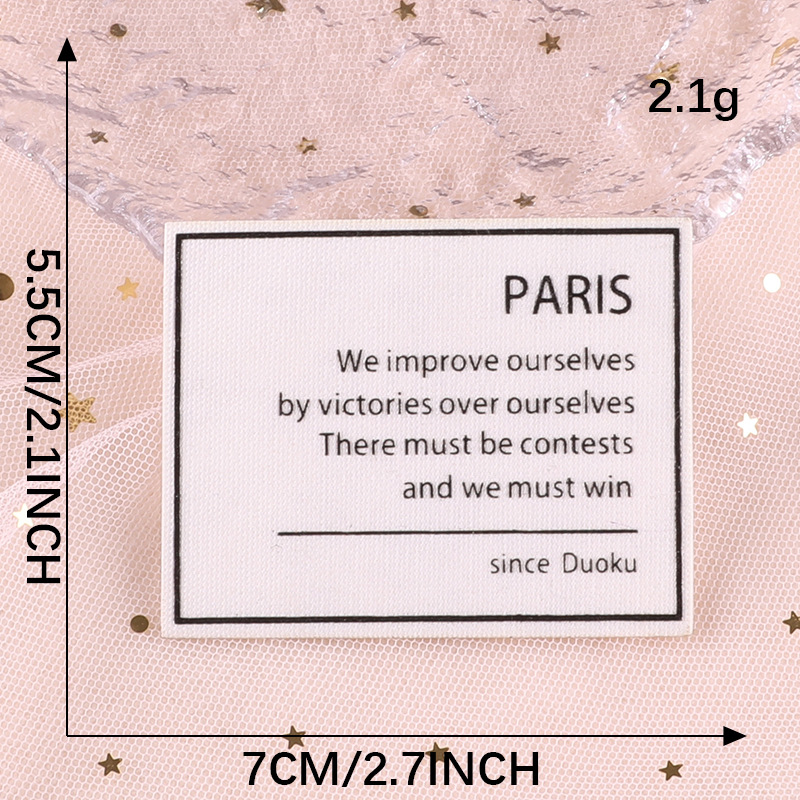 2.1g
5.5CM/2.1INCH
PARIS
We improve ourselves
by victories over ourselves
There must be contests
and we must win
since Duoku
7CM/2.7INCH